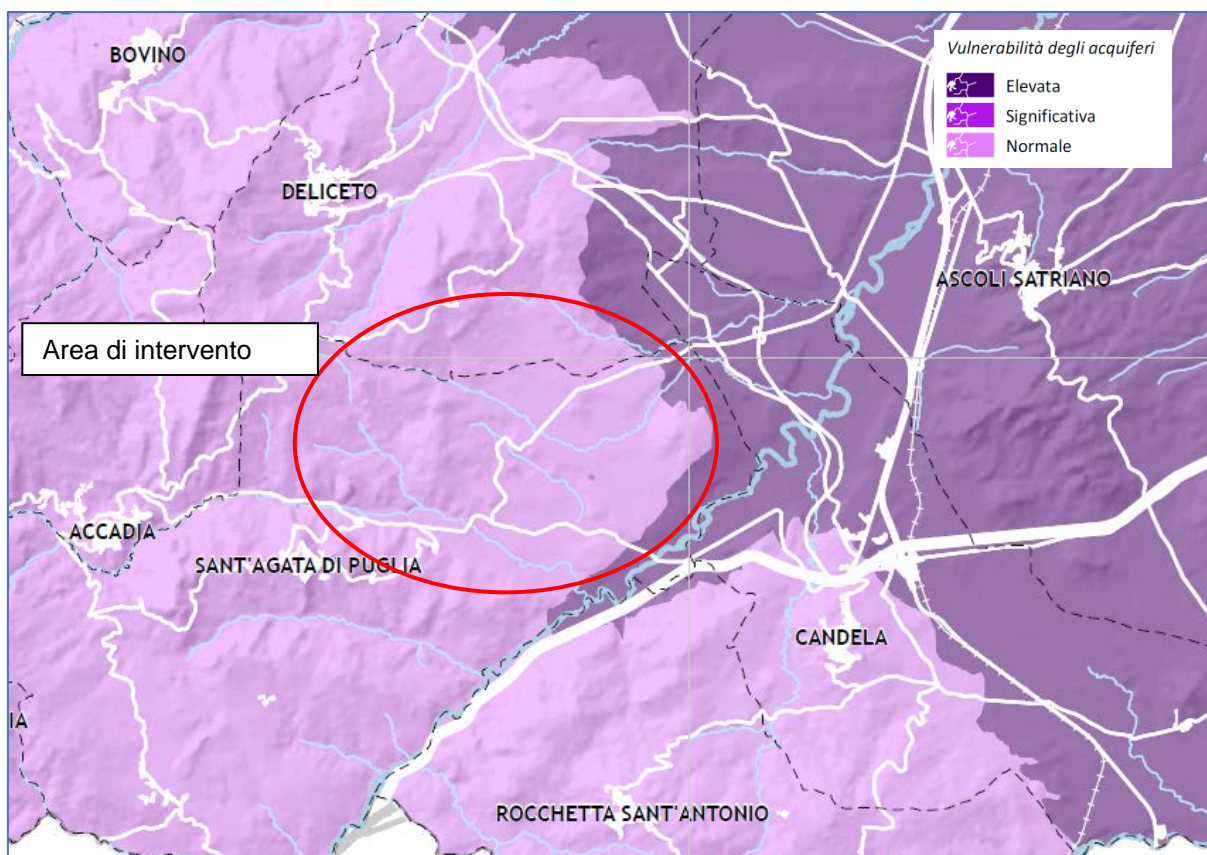 BOVINO
Vulnerabilità degli acquiferi
Elevata
Significativa
Normale
DELICETO
ASCOLI SATRIANO
Area di intervento
ACCADIA
SANT'AGATA DI PUGLIA
CANDELA
IA
ROCCHETTA SANT'ANTONIO